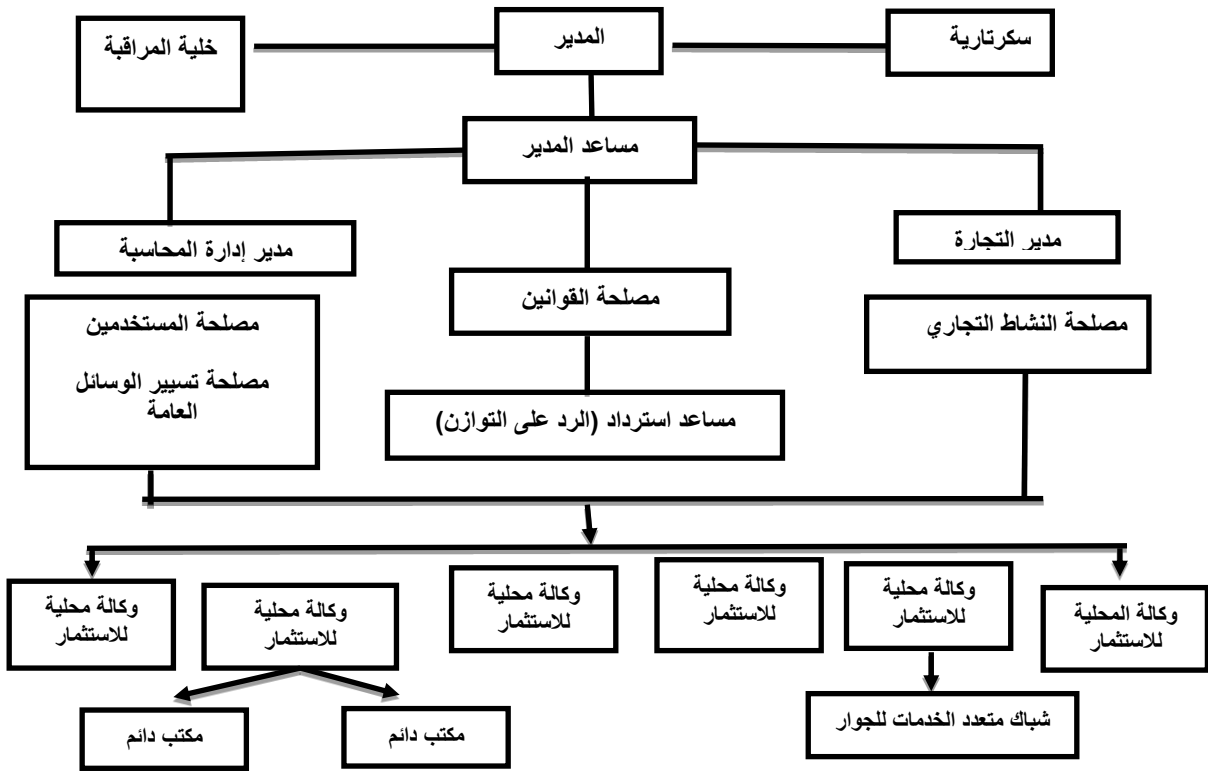 سكرتارية
المدير
خلية المراقبة
مساعد المدير
مدير التجارة
مدير إدارة المحاسبة
مصلحة النشاط التجاري
مصلحة القوانين
مصلحة المستخدمين
مصلحة تسيير الوسائل
العامة
مساعد استرداد (الرد على التوازن)
وكالة المحلية
للاستثمار
وكالة محلية
للاستثمار
وكالة محلية
للاستثمار
وكالة محلية
للاستثمار
وكالة محلية
للاستثمار
وكالة محلية
للاستثمار
شباك متعدد الخدمات للجوار
مكتب دائم
مكتب دائم